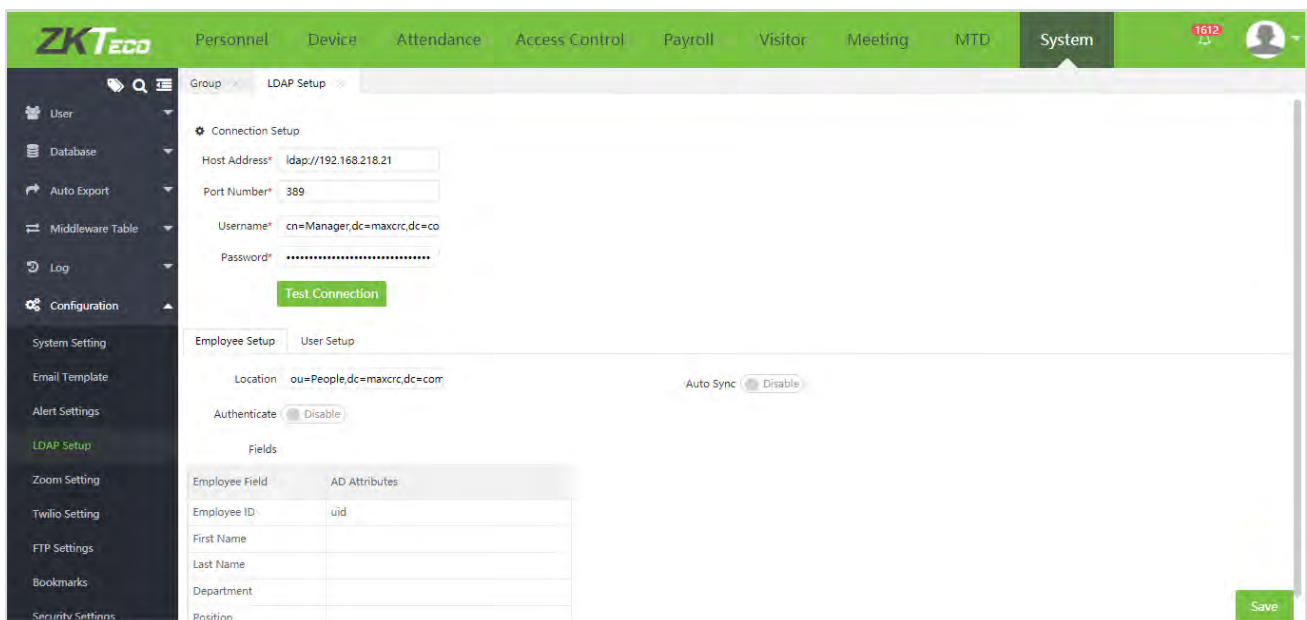 ZKTeco Personnel Device Attendance Access Control Payroll Visitor Meeting MTD System 1612
Group LDAP Setup
User
Database
Auto Export
Middleware Table
Log
Configuration
System Setting
Email Template
Alert Settings
LDAP Setup
Zoom Setting
Twilio Setting
FTP Settings
Bookmarks
Security Settings
Connection Setup
Host Address* ldap://192.168.218.21
Port Number* 389
Username* cn=Manager,dc=maxcrc,dc=co
Password* ••••••••••••••••••••••••••••••••
Test Connection
Employee Setup User Setup
Location ou=People,dc=maxcrc,dc=com Auto Sync Disable
Authenticate Disable
Fields
Employee Field AD Attributes
Employee ID uid
First Name
Last Name
Department
Position
Save